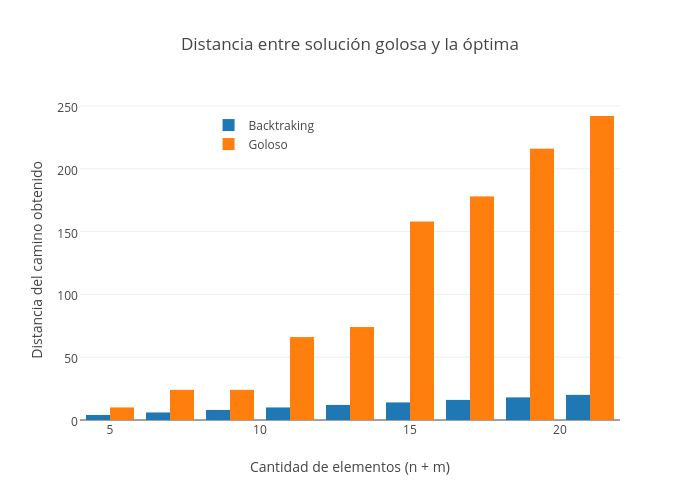 Distancia entre solución golosa y la óptima
250
200
150
100
50
0
Distancia del camino obtenido
Backtraking
Goloso
5
10
15
20
Cantidad de elementos (n + m)